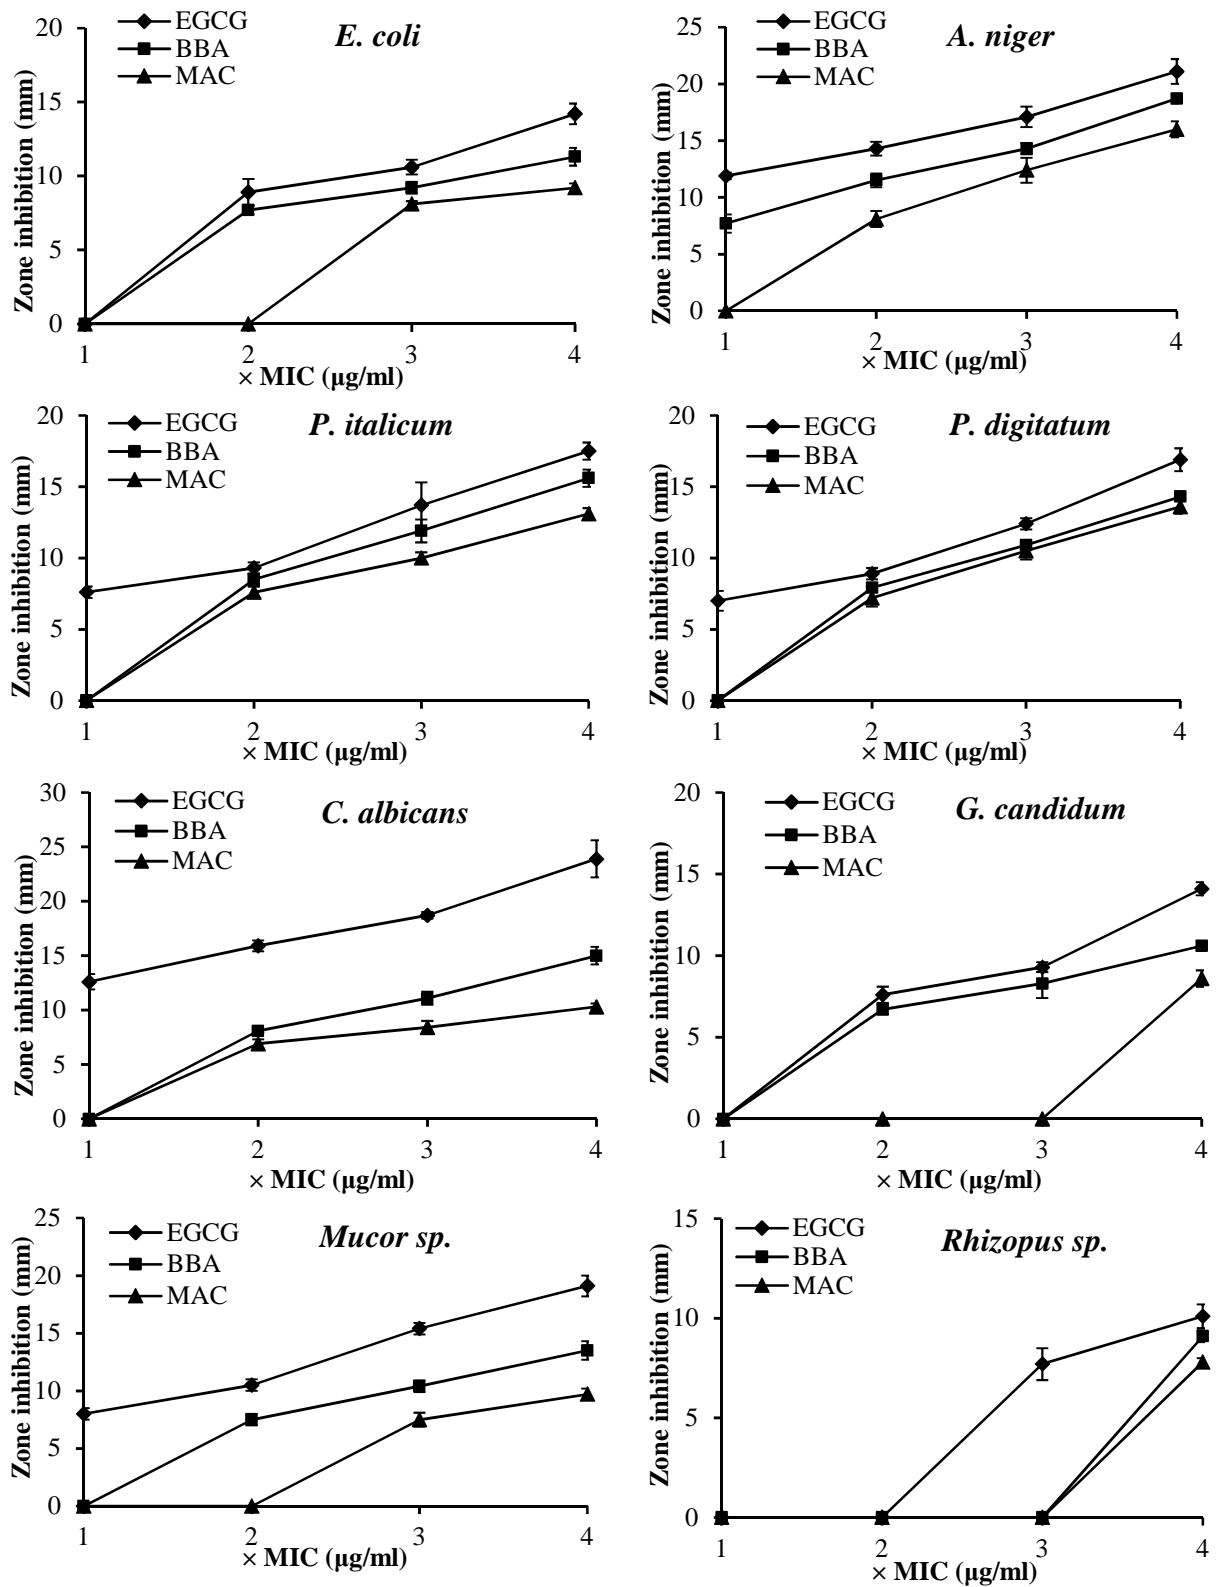 E. coli
EGCG
BBA
MAC
Zone inhibition (mm)
20
15
10
5
0
1 2 3 4
× MIC (µg/ml)
A. niger
EGCG
BBA
MAC
Zone inhibition (mm)
25
20
15
10
5
0
1 2 3 4
× MIC (µg/ml)
P. italicum
EGCG
BBA
MAC
Zone inhibition (mm)
20
15
10
5
0
1 2 3 4
× MIC (µg/ml)
P. digitatum
EGCG
BBA
MAC
Zone inhibition (mm)
20
15
10
5
0
1 2 3 4
× MIC (µg/ml)
C. albicans
EGCG
BBA
MAC
Zone inhibition (mm)
30
25
20
15
10
5
0
1 2 3 4
× MIC (µg/ml)
G. candidum
EGCG
BBA
MAC
Zone inhibition (mm)
20
15
10
5
0
1 2 3 4
× MIC (µg/ml)
Mucor sp.
EGCG
BBA
MAC
Zone inhibition (mm)
25
20
15
10
5
0
1 2 3 4
× MIC (µg/ml)
Rhizopus sp.
EGCG
BBA
MAC
Zone inhibition (mm)
15
10
5
0
1 2 3 4
× MIC (µg/ml)